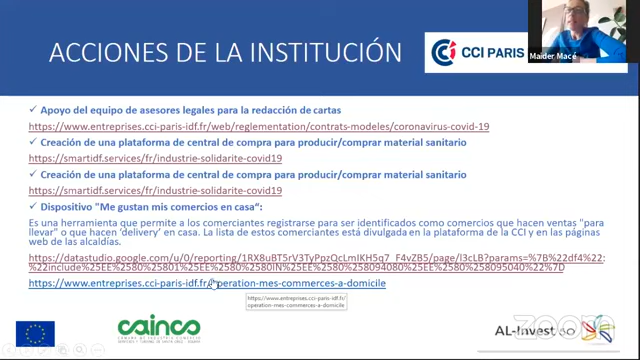 ACCIONES DE LA INSTITUCIÓN
CCI PARIS
Maider Macé
✓ Apoyo del equipo de asesores legales para la redacción de cartas
https://www.entreprises.cci-paris-idf.fr/web/reglementation/contrats-modeles/coronavirus-covid-19
✓ Creación de una plataforma de central de compra para producir/comprar material sanitario
https://smartidf.services/fr/industrie-solidarite-covid19
✓ Creación de una plataforma de central de compra para producir/comprar material sanitario
https://smartidf.services/fr/industrie-solidarite-covid19
✓ Dispositivo "Me gustan mis comercios en casa“:
Es una herramienta que permite a los comerciantes registrarse para ser identificados como comercios que hacen ventas "para
llevar" o que hacen ‘delivery’ en casa. La lista de estos comerciantes está divulgada en la plataforma de la CCI y en las páginas
web de las alcaldías.
https://datastudio.google.com/u/0/reporting/1RX8uBT5rV3TyPpzQcLmIKH5q7_F4vZB5/page/I3cLB?params=%7B%22df4%22:
%22include%25EE%2580%25801%25EE%2580%2580IN%25EE%2580%258094080%25EE%2580%258095040%22%7D
https://www.entreprises.cci-paris-idf.fr/operation-mes-commerces-a-domicile
https://www.entreprises.cci-paris-idf.fr/
operation-mes-commerces-a-domicile
cainco
AL-Invest 5.0